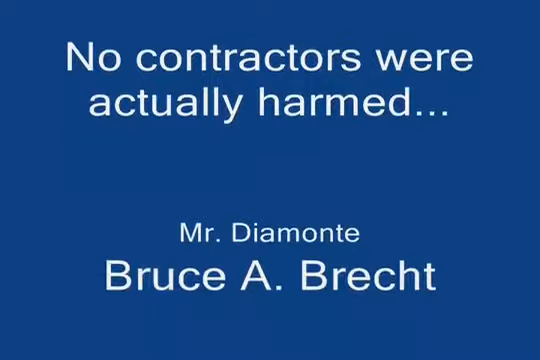 No contractors were
actually harmed...
Mr. Diamonte
Bruce A. Brecht